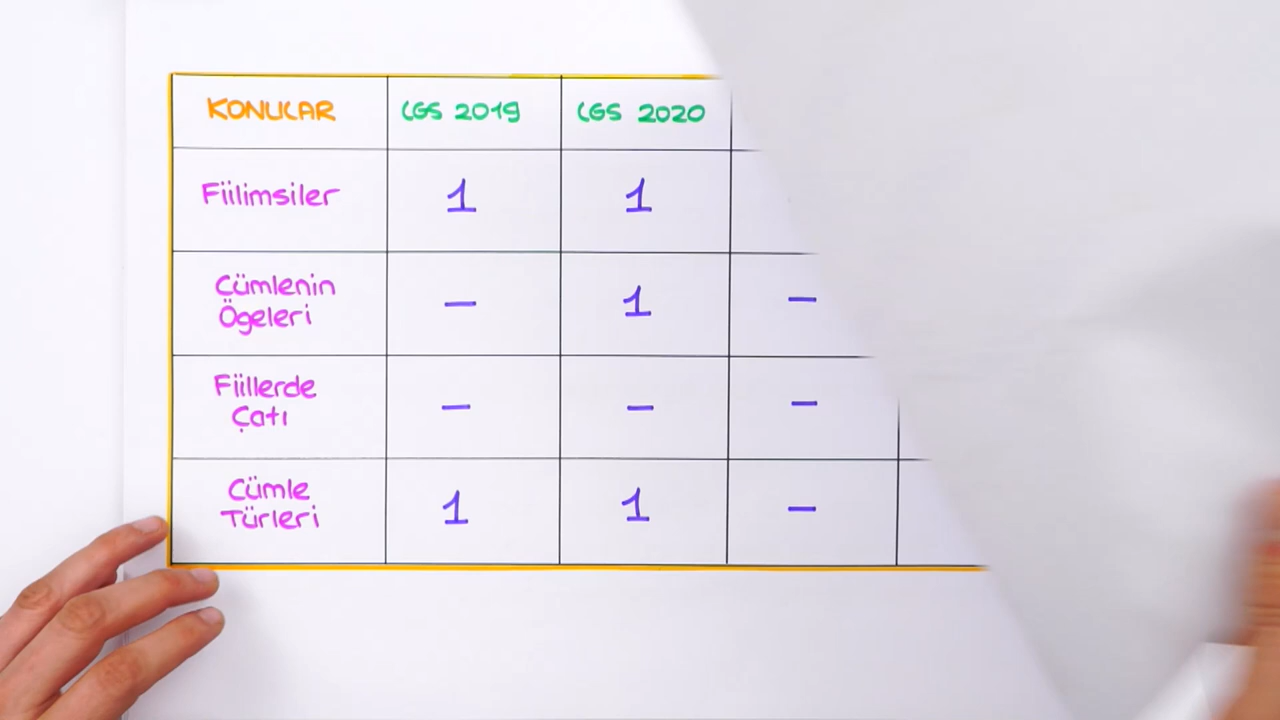 KONULAR LGS 2019 LGS 2020
Fiilimsiler 1 1
Cümlenin
Ögeleri – 1 –
Fiillerde
Çatı – – –
Cümle
Türleri 1 1 –